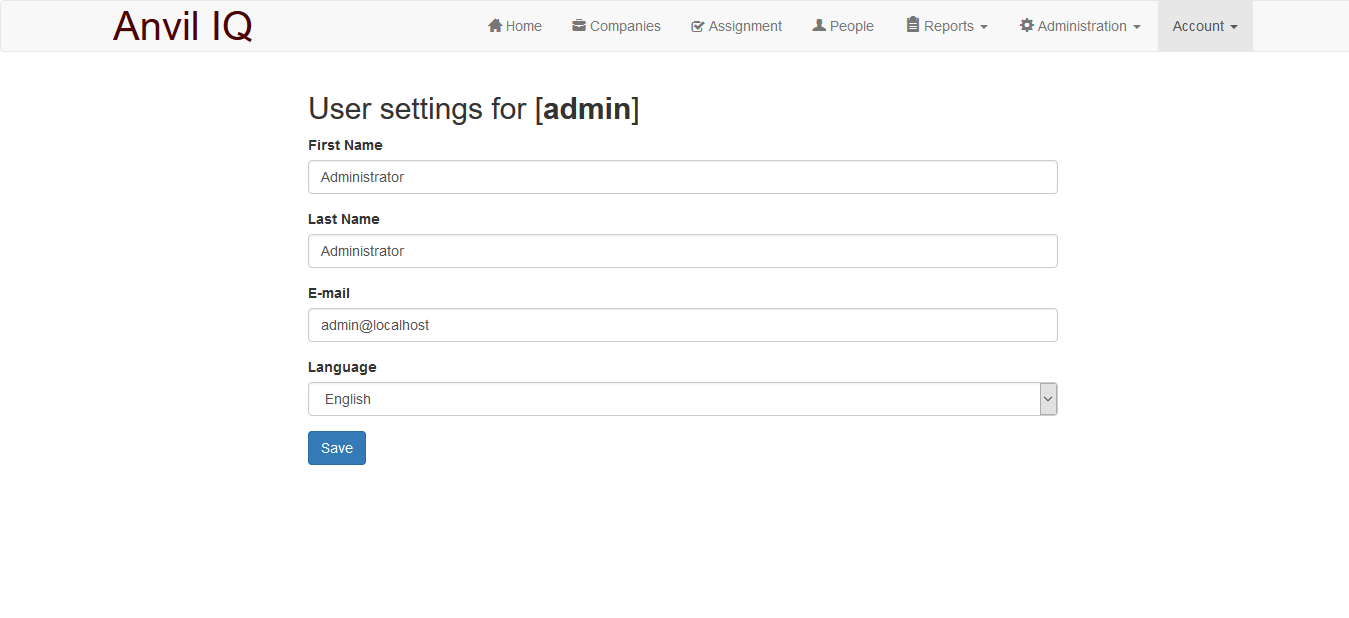 Anvil IQ Home Companies Assignment People Reports Administration Account
User settings for [admin]
First Name
Administrator
Last Name
Administrator
E-mail
admin@localhost
Language
English
Save